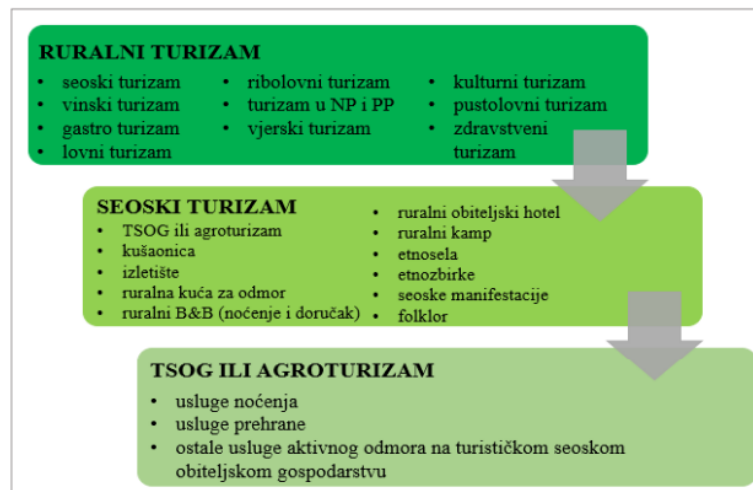 RURALNI TURIZAM
• seoski turizam
• vinski turizam
• gastro turizam
• lovni turizam
• ribolovni turizam
• turizam u NP i PP
• vjerski turizam
• kulturni turizam
• pustolovni turizam
• zdravstveni
turizam
SEOSKI TURIZAM
• TSOG ili agroturizam
• kušaonica
• izletište
• ruralna kuća za odmor
• ruralni B&B (noćenje i doručak)
• ruralni obiteljski hotel
• ruralni kamp
• etnosela
• etnozbirke
• seoske manifestacije
• folklor
TSOG ILI AGROTURIZAM
• usluge noćenja
• usluge prehrane
• ostale usluge aktivnog odmora na turističkom seoskom
obiteljskom gospodarstvu